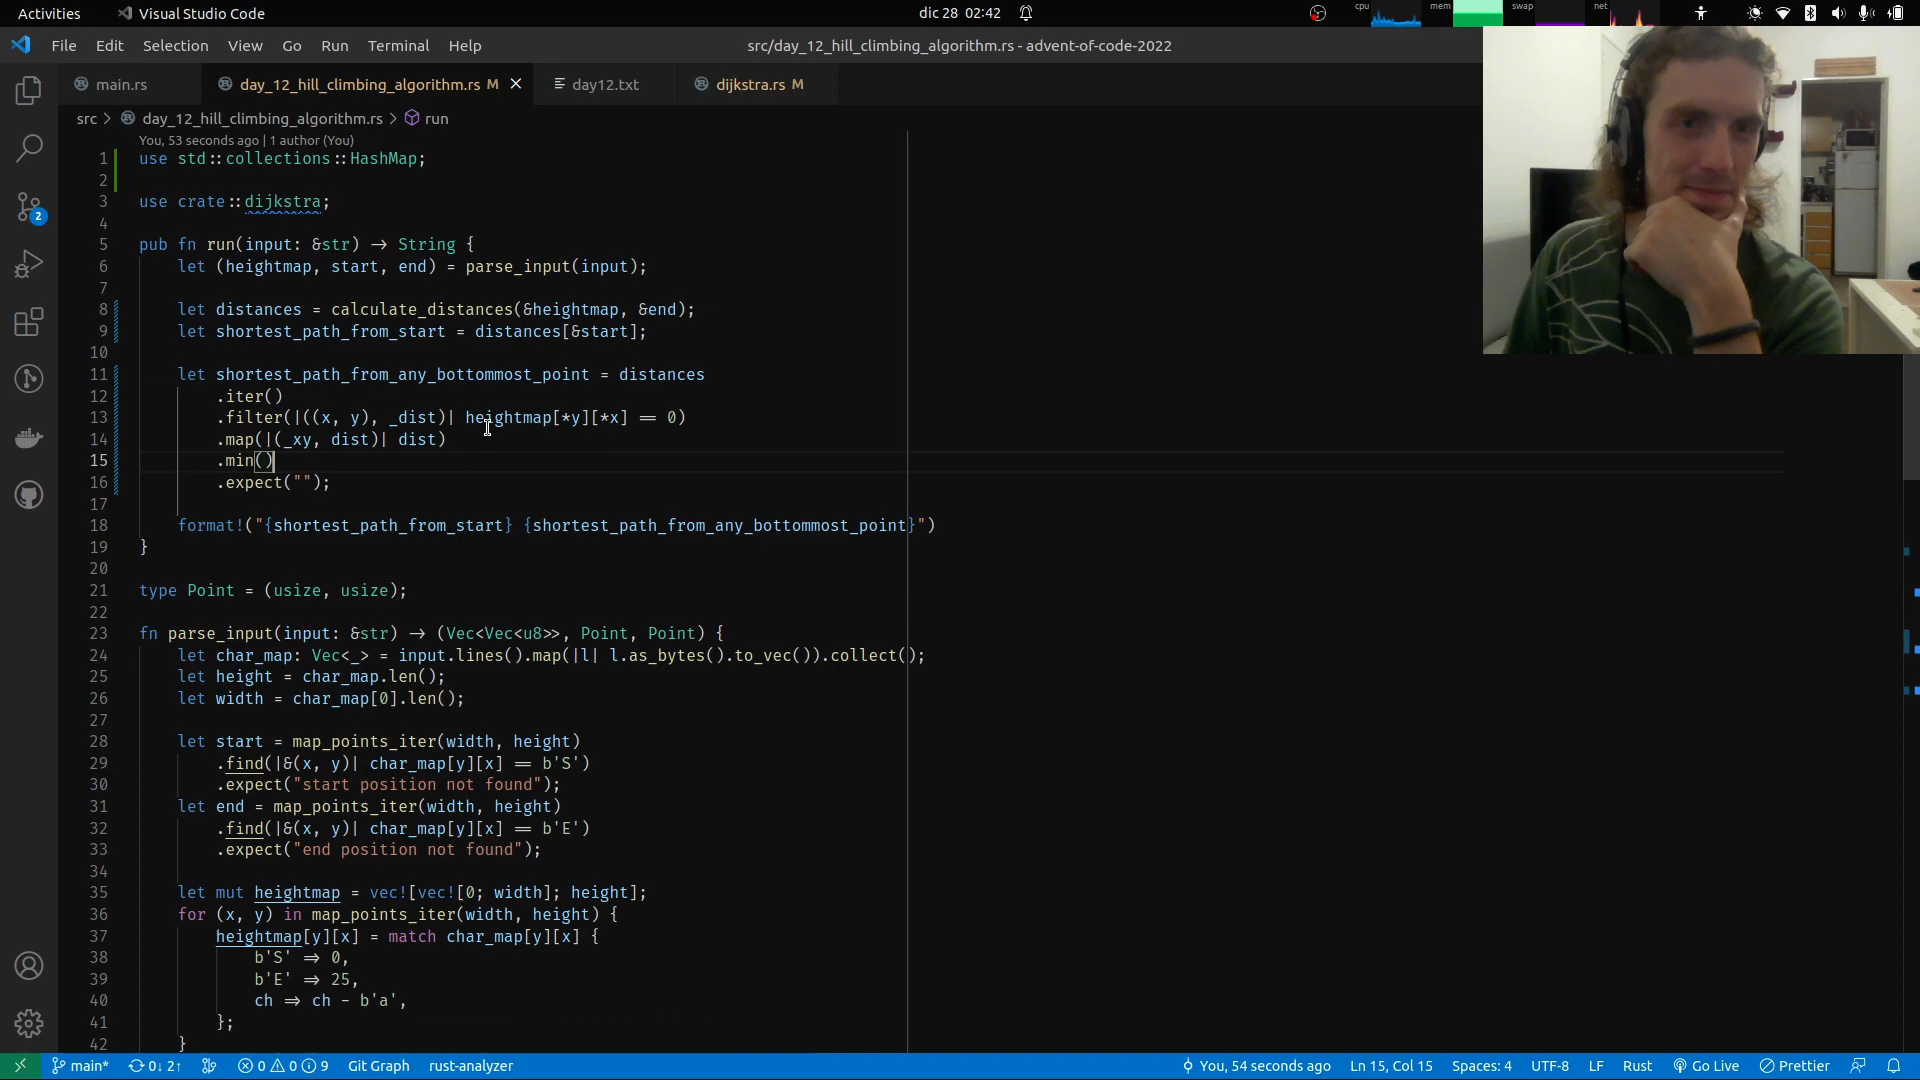 Activities Visual Studio Code dic 28 02:42 cpu mem swap net
File Edit Selection View Go Run Terminal Help src/day_12_hill_climbing_algorithm.rs - advent-of-code-2022
main.rs day_12_hill_climbing_algorithm.rs M day12.txt dijkstra.rs M
src > day_12_hill_climbing_algorithm.rs > run
You, 53 seconds ago | 1 author (You)
1 use std::collections::HashMap;
2
3 use crate::dijkstra;
4
5 pub fn run(input: &str) -> String {
6 let (heightmap, start, end) = parse_input(input);
7
8 let distances = calculate_distances(&heightmap, &end);
9 let shortest_path_from_start = distances[&start];
10
11 let shortest_path_from_any_bottommost_point = distances
12 .iter()
13 .filter(|((x, y), _dist)| heightmap[*y][*x] == 0)
14 .map(|(_xy, dist)| dist)
15 .min()
16 .expect("");
17
18 format!("{shortest_path_from_start} {shortest_path_from_any_bottommost_point}")
19 }
20
21 type Point = (usize, usize);
22
23 fn parse_input(input: &str) -> (Vec<Vec<u8>>, Point, Point) {
24 let char_map: Vec<_> = input.lines().map(|l| l.as_bytes().to_vec()).collect();
25 let height = char_map.len();
26 let width = char_map[0].len();
27
28 let start = map_points_iter(width, height)
29 .find(|&(x, y)| char_map[y][x] == b'S')
30 .expect("start position not found");
31 let end = map_points_iter(width, height)
32 .find(|&(x, y)| char_map[y][x] == b'E')
33 .expect("end position not found");
34
35 let mut heightmap = vec![vec![0; width]; height];
36 for (x, y) in map_points_iter(width, height) {
37 heightmap[y][x] = match char_map[y][x] {
38 b'S' => 0,
39 b'E' => 25,
40 ch => ch - b'a',
41 };
42 }
2
main* 0↓ 2↑ 0 0 9 Git Graph rust-analyzer You, 54 seconds ago Ln 15, Col 15 Spaces: 4 UTF-8 LF Rust Go Live Prettier